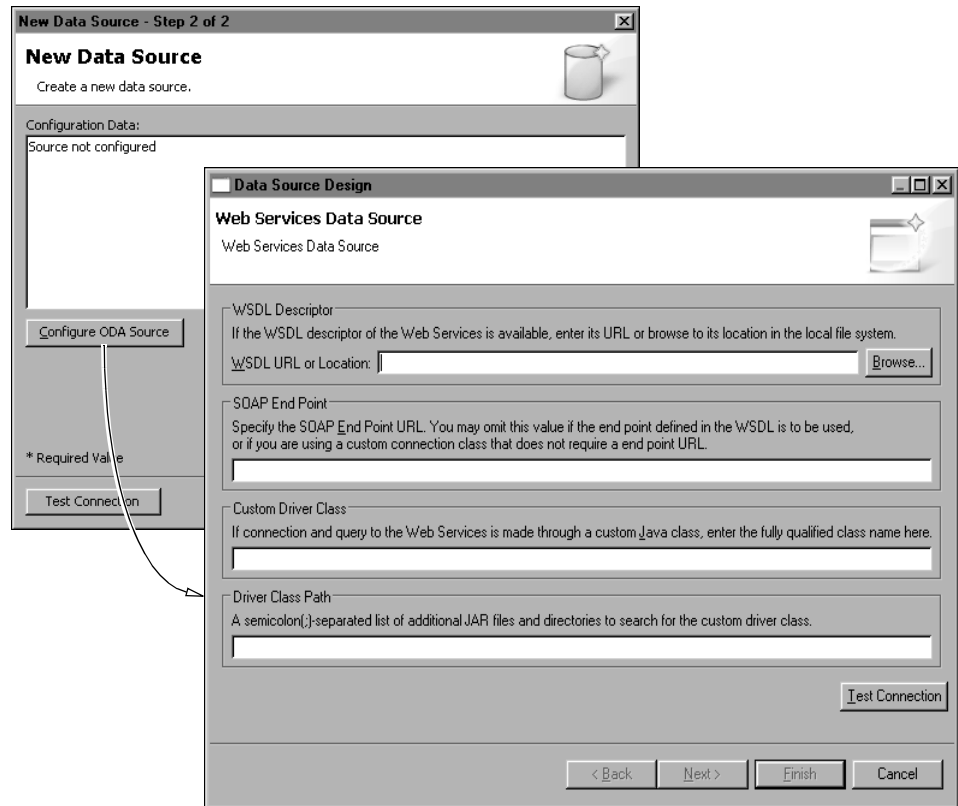 New Data Source - Step 2 of 2
New Data Source
Create a new data source.
Configuration Data:
Source not configured
Configure ODA Source
* Required Value
Test Connection
Data Source Design
Web Services Data Source
Web Services Data Source
WSDL Descriptor
If the WSDL descriptor of the Web Services is available, enter its URL or browse to its location in the local file system.
WSDL URL or Location:
Browse...
SOAP End Point
Specify the SOAP End Point URL. You may omit this value if the end point defined in the WSDL is to be used,
or if you are using a custom connection class that does not require a end point URL.
Custom Driver Class
If connection and query to the Web Services is made through a custom Java class, enter the fully qualified class name here.
Driver Class Path
A semicolon(;)-separated list of additional JAR files and directories to search for the custom driver class.
Test Connection
< Back
Next >
Finish
Cancel